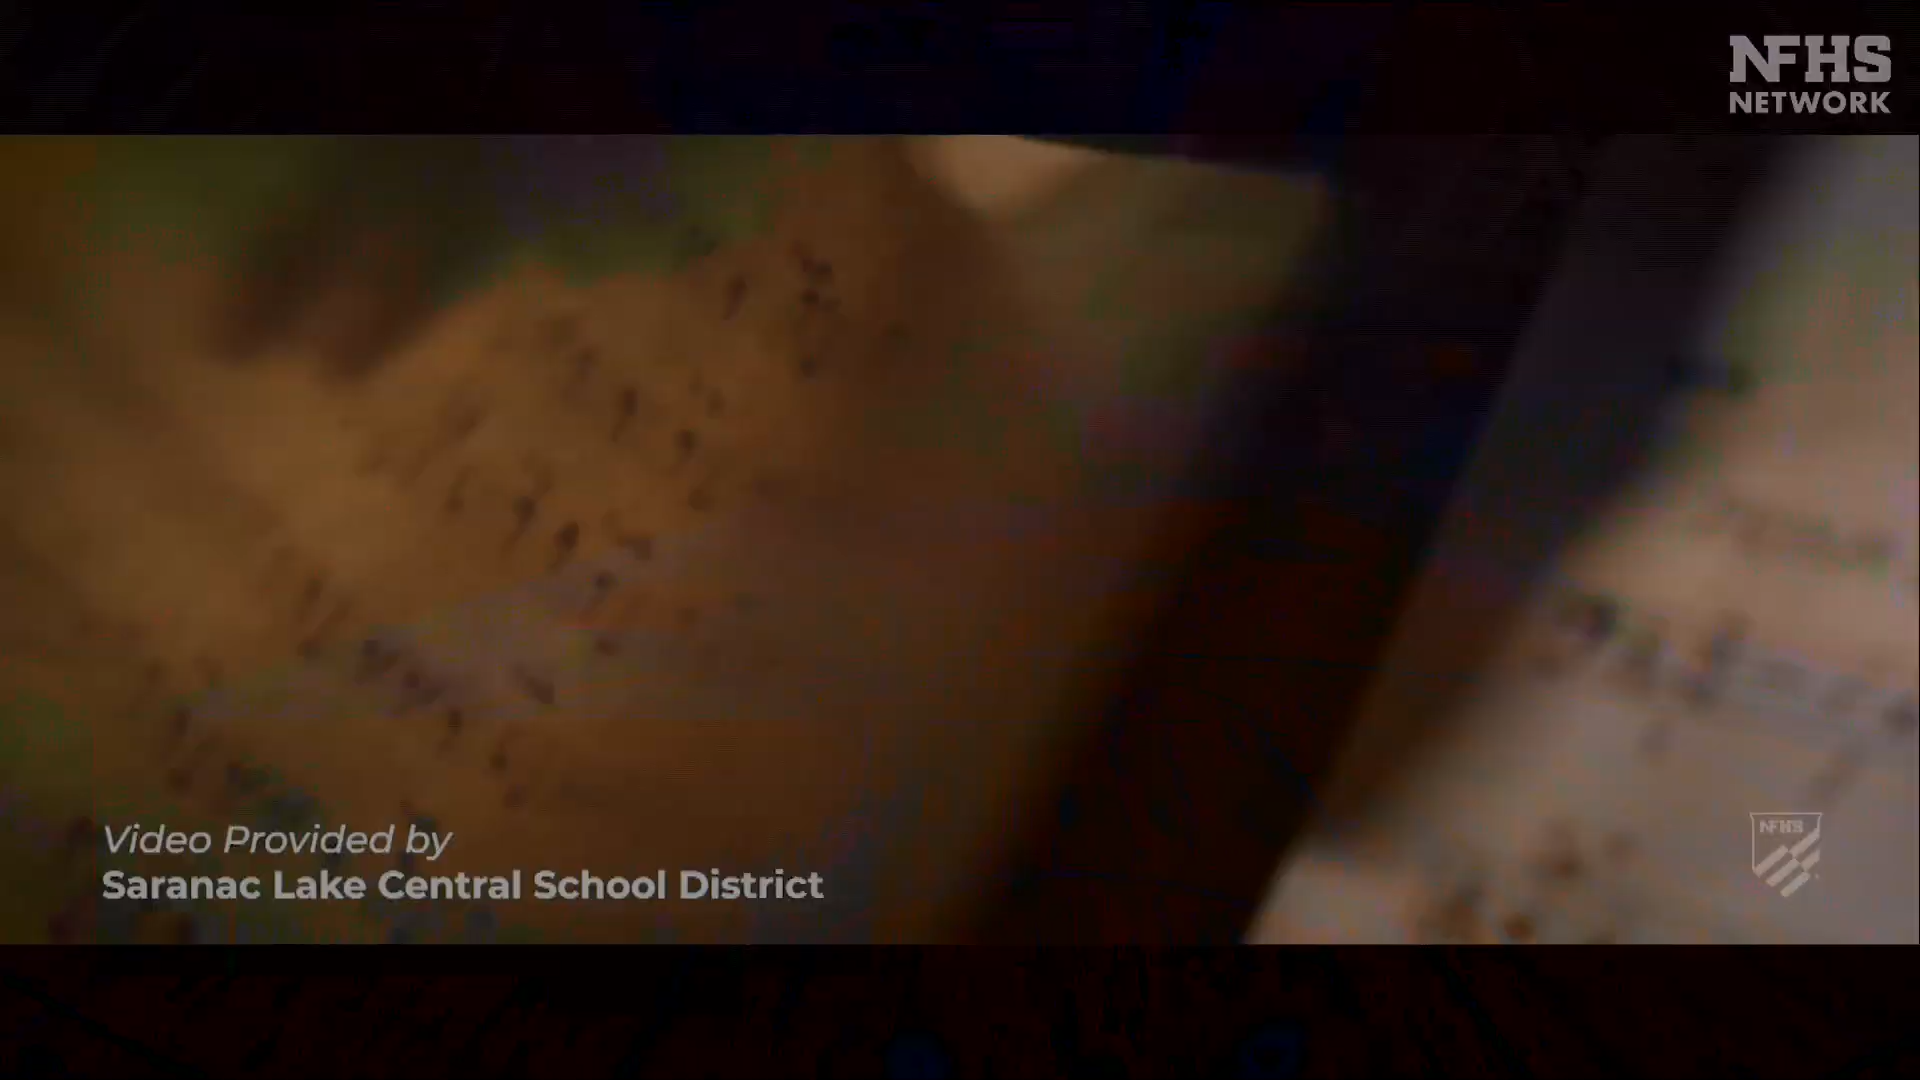 NFHS
NETWORK
Video Provided by
Saranac Lake Central School District
NFHS